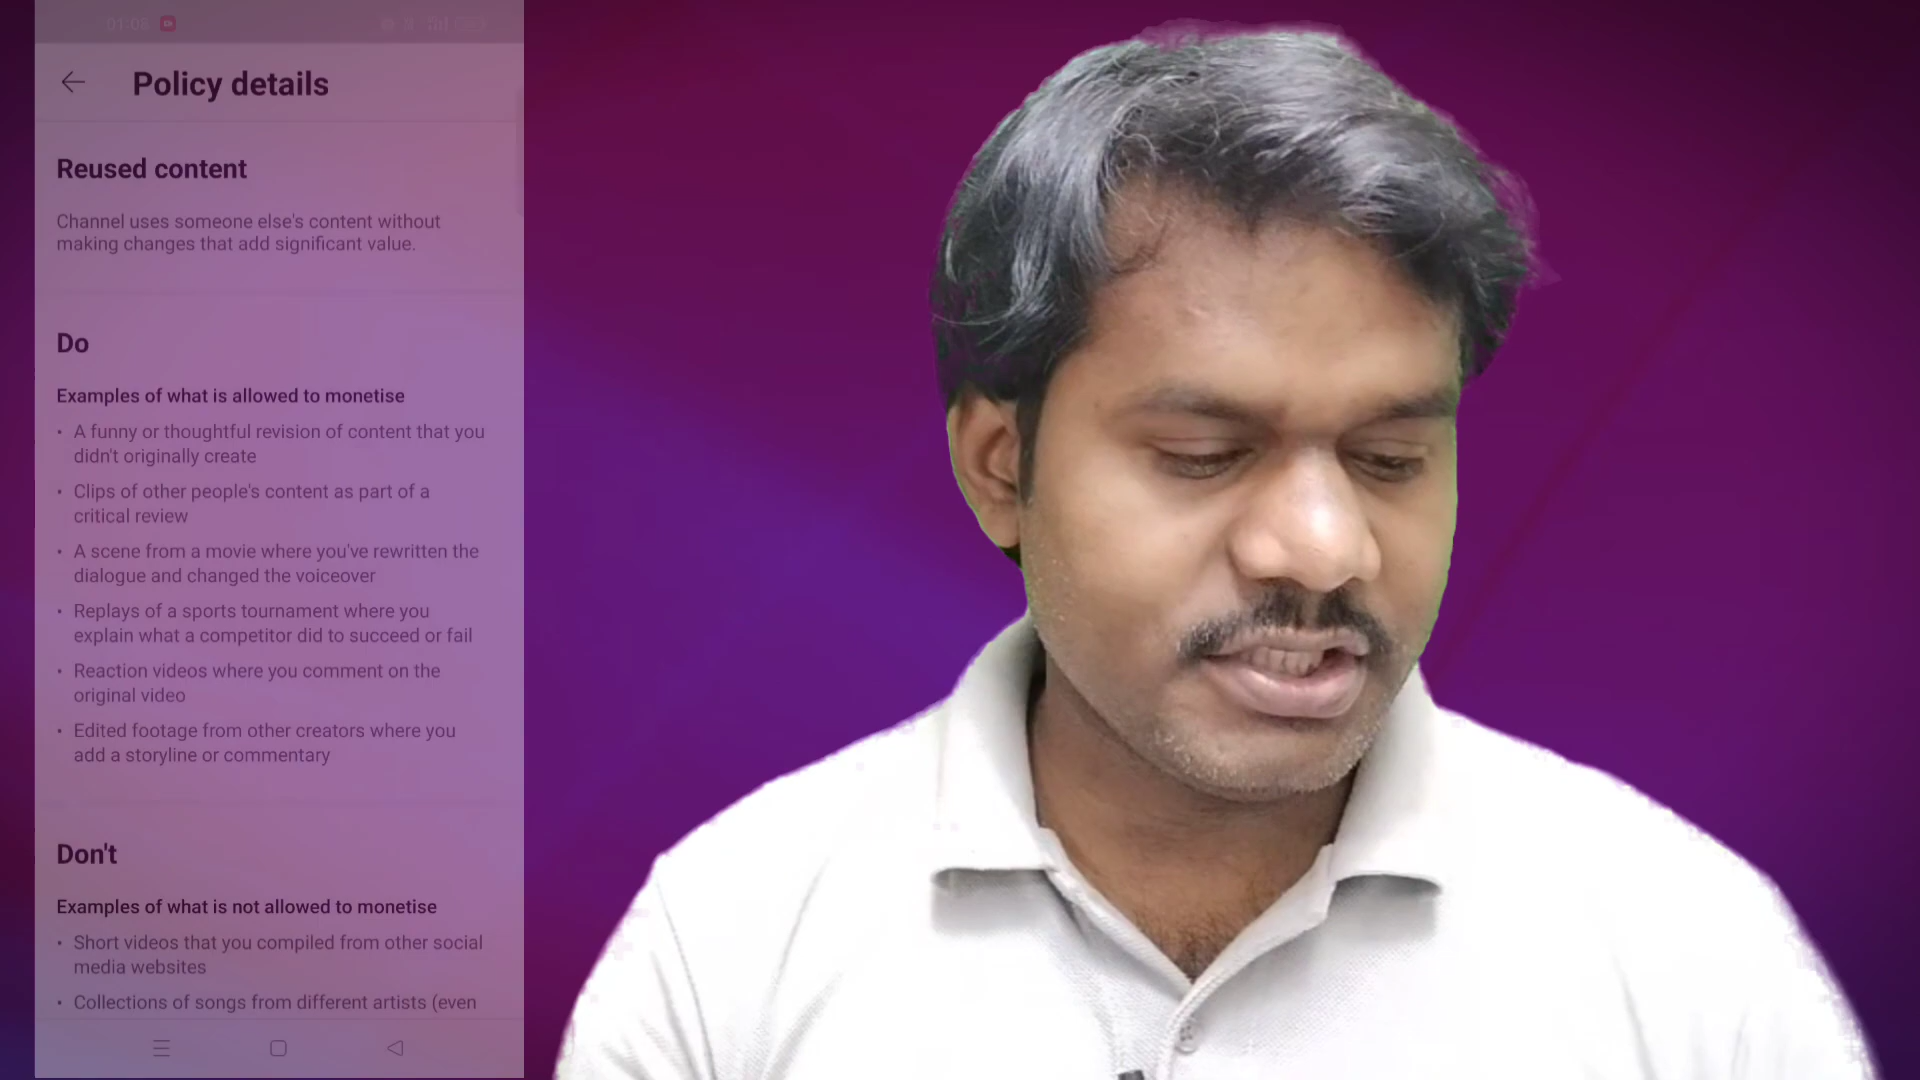 01:08
Policy details
Reused content
Channel uses someone else's content without
making changes that add significant value.
Do
Examples of what is allowed to monetise
• A funny or thoughtful revision of content that you
didn't originally create
• Clips of other people's content as part of a
critical review
• A scene from a movie where you've rewritten the
dialogue and changed the voiceover
• Replays of a sports tournament where you
explain what a competitor did to succeed or fail
• Reaction videos where you comment on the
original video
• Edited footage from other creators where you
add a storyline or commentary
Don't
Examples of what is not allowed to monetise
• Short videos that you compiled from other social
media websites
• Collections of songs from different artists (even